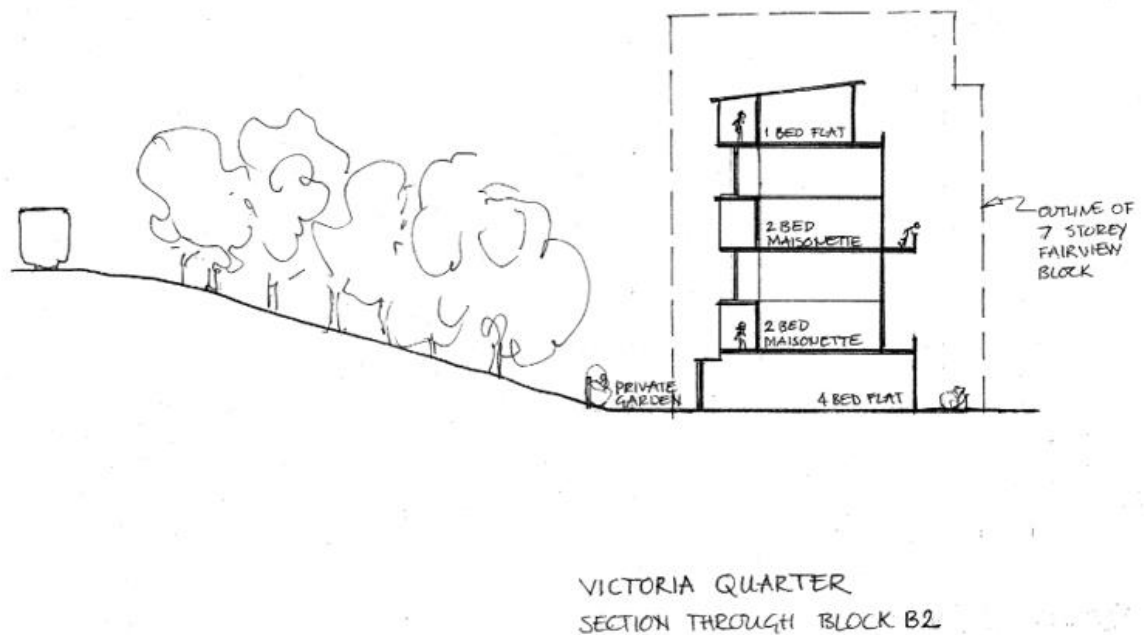 1 BED FLAT
2 BED
MAISONETTE
2 BED
MAISONETTE
4 BED FLAT
PRIVATE
GARDEN
OUTLINE OF
7 STOREY
FAIRVIEW
BLOCK
VICTORIA QUARTER
SECTION THROUGH BLOCK B2